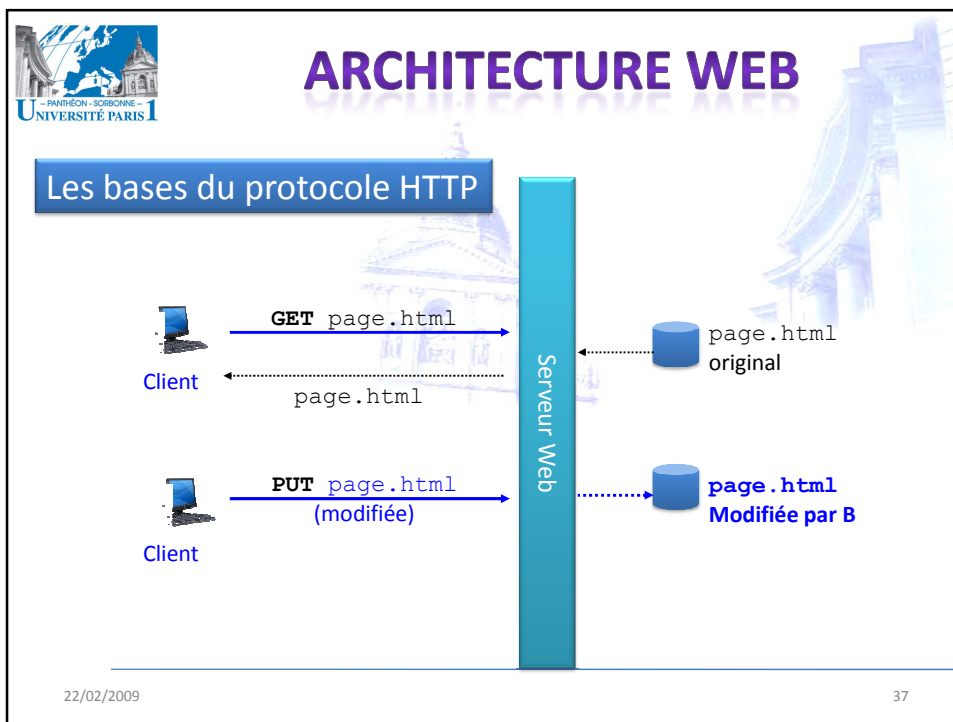 – PANTHÉON - SORBONNE –
UNIVERSITÉ PARIS 1
ARCHITECTURE WEB
Les bases du protocole HTTP
GET page.html
Client
page.html
Serveur Web
page.html
original
PUT page.html
(modifiée)
Client
page.html
Modifiée par B
22/02/2009
37